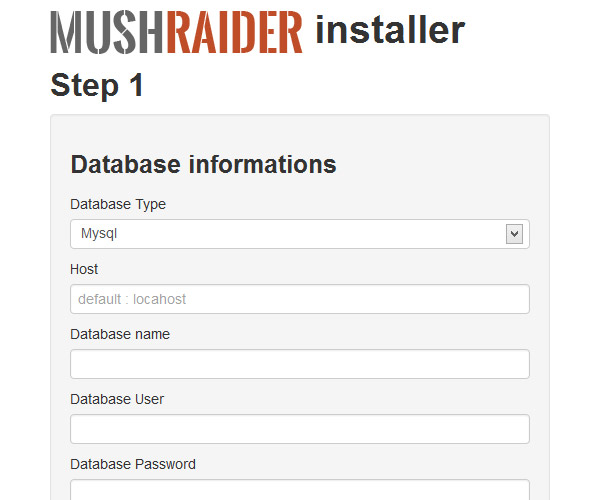 MUSHRAIDER installer
Step 1
Database informations
Database Type
Mysql
Host
default : locahost
Database name
Database User
Database Password